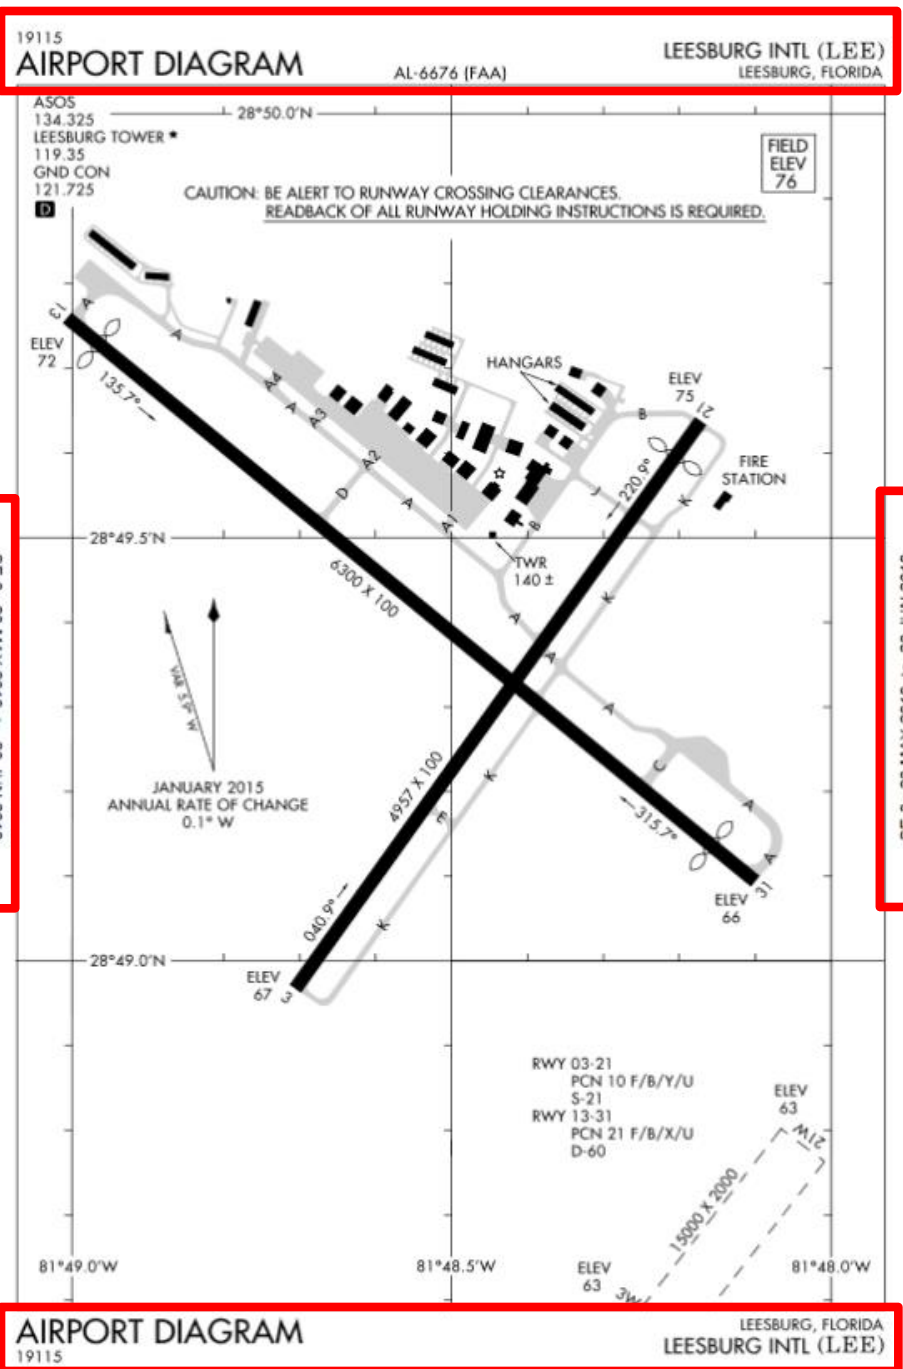 19115
AIRPORT DIAGRAM
AL-6676 (FAA)
LEESBURG INTL (LEE)
LEESBURG, FLORIDA
ASOS
134.325
LEESBURG TOWER *
119.35
GND CON
121.725
D
28°50.0'N
FIELD
ELEV
76
CAUTION: BE ALERT TO RUNWAY CROSSING CLEARANCES.
READBACK OF ALL RUNWAY HOLDING INSTRUCTIONS IS REQUIRED.
13
A
ELEV
72
A
135.7°
A4
A
A3
A2
D
A
A1
HANGARS
ELEV
75
21
B
220.9°
J
K
FIRE
STATION
B
28°49.5'N
TWR
140 ±
6300 X 100
K
A
A
A
VAR 5.9° W
JANUARY 2015
ANNUAL RATE OF CHANGE
0.1° W
4957 X 100
K
E
C
A
315.7°
A
31
ELEV
66
040.9°
K
28°49.0'N
ELEV
67
3
RWY 03-21
PCN 10 F/B/Y/U
S-21
RWY 13-31
PCN 21 F/B/X/U
D-60
ELEV
63
21W
15000 X 2000
81°49.0'W
81°48.5'W
81°48.0'W
ELEV
63
3W
AIRPORT DIAGRAM
19115
LEESBURG, FLORIDA
LEESBURG INTL (LEE)